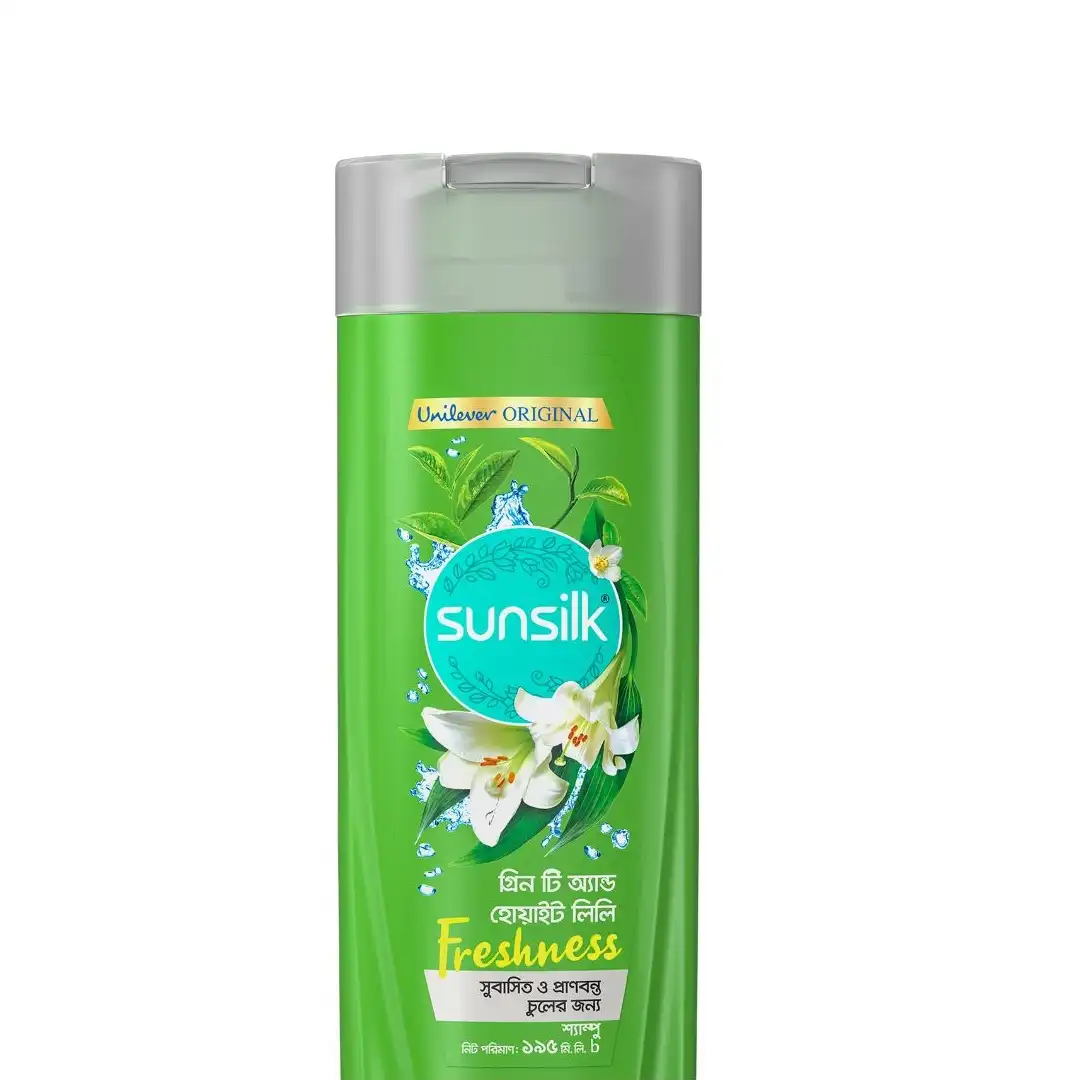 Unilever ORIGINAL
sunsilk®
গ্রিন টি অ্যান্ড
হোয়াইট লিলি
Freshness
সুবাসিত ও প্রাণবন্ত
চুলের জন্য
শ্যাম্পু
নিট পরিমাণ: ১৯৫ মি. লি. b